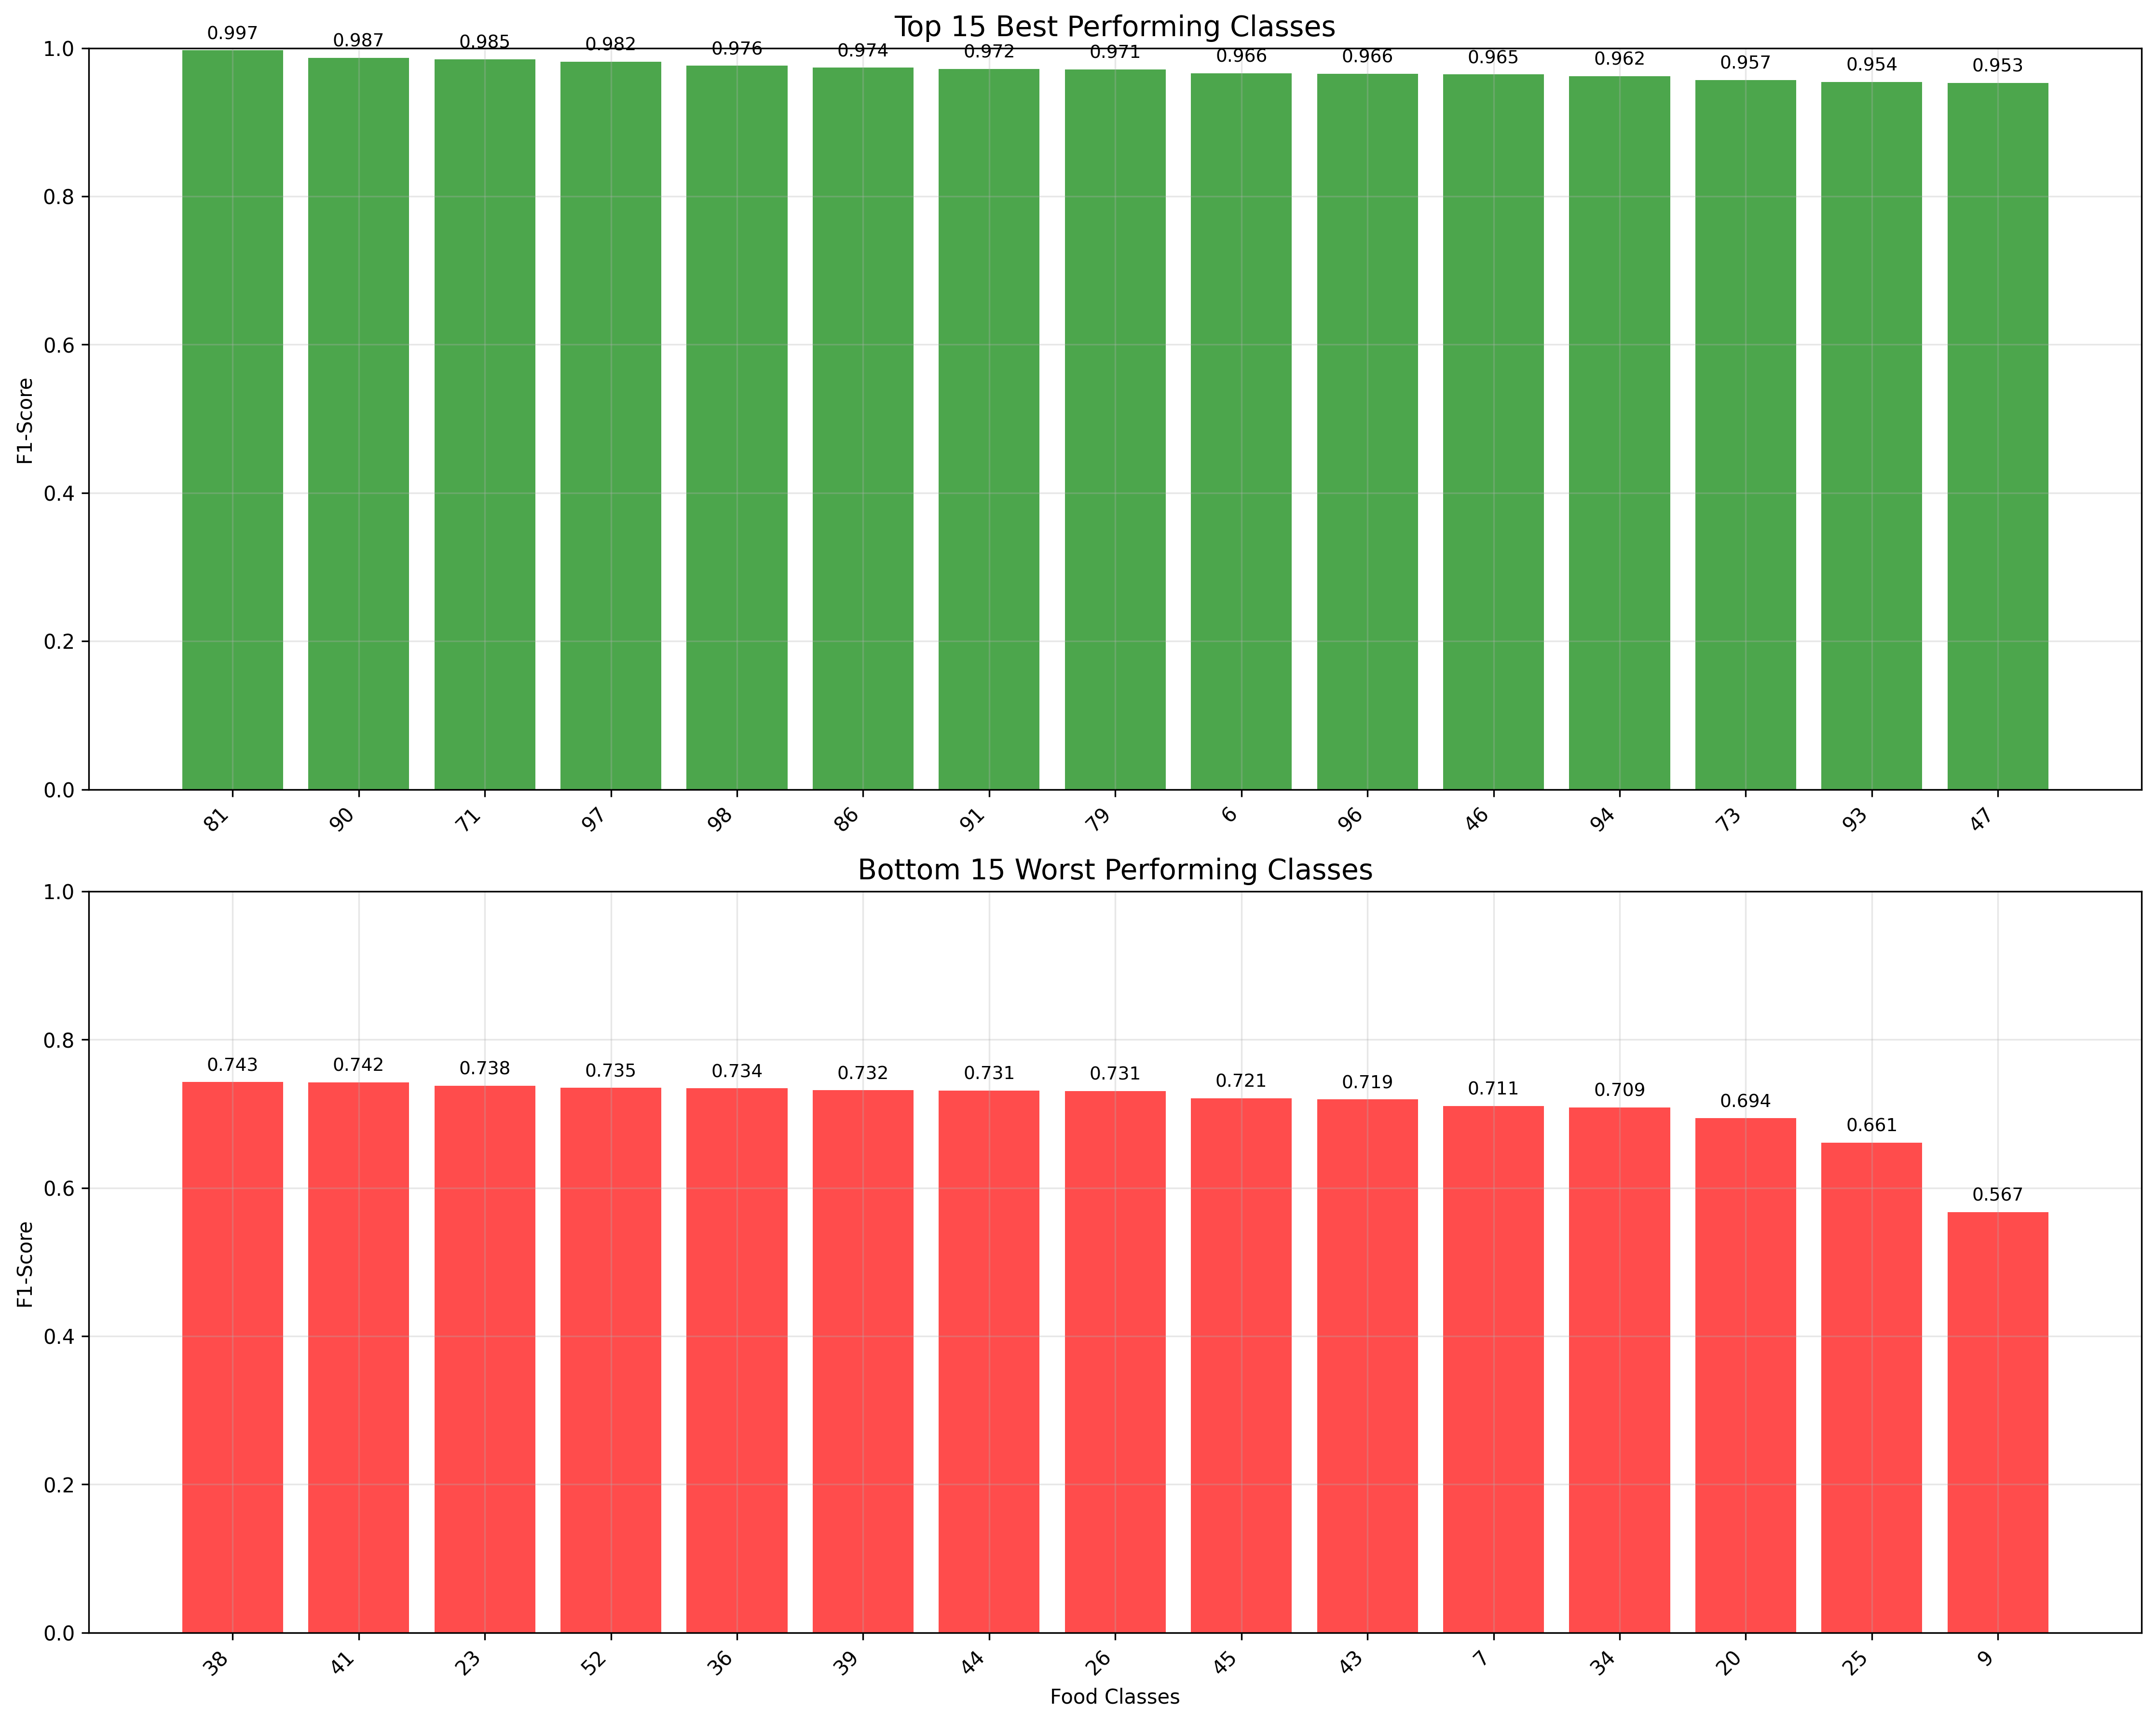 Top 15 Best Performing Classes
0.997 0.987 0.985 0.982 0.976 0.974 0.972 0.971 0.966 0.966 0.965 0.962 0.957 0.954 0.953
1.0
0.8
0.6
0.4
0.2
0.0
F1-Score
81 90 71 97 98 86 91 79 6 96 46 94 73 93 47
Bottom 15 Worst Performing Classes
1.0
0.8
0.6
0.4
0.2
0.0
F1-Score
0.743 0.742 0.738 0.735 0.734 0.732 0.731 0.731 0.721 0.719 0.711 0.709 0.694 0.661 0.567
38 41 23 52 36 39 44 26 45 43 7 34 20 25 9
Food Classes